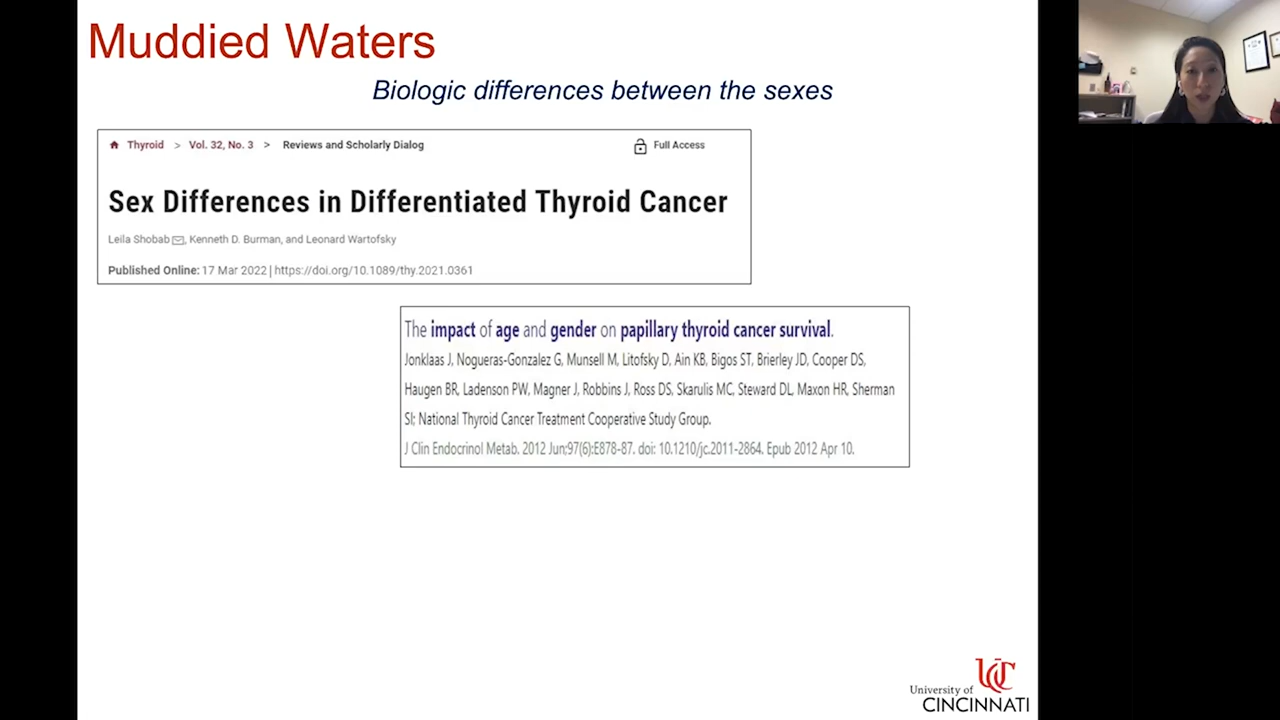 Muddied Waters
Biologic differences between the sexes
Thyroid > Vol. 32, No. 3 > Reviews and Scholarly Dialog
Full Access
Sex Differences in Differentiated Thyroid Cancer
Leila Shobab, Kenneth D. Burman, and Leonard Wartofsky
Published Online: 17 Mar 2022 | https://doi.org/10.1089/thy.2021.0361
The impact of age and gender on papillary thyroid cancer survival.
Jonklaas J, Nogueras-Gonzalez G, Munsell M, Litofsky D, Ain KB, Bigos ST, Brierley JD, Cooper DS,
Haugen BR, Ladenson PW, Magner J, Robbins J, Ross DS, Skarulis MC, Steward DL, Maxon HR, Sherman
SI; National Thyroid Cancer Treatment Cooperative Study Group.
J Clin Endocrinol Metab. 2012 Jun;97(6):E878-87. doi: 10.1210/jc.2011-2864. Epub 2012 Apr 10.
UC
University of
CINCINNATI